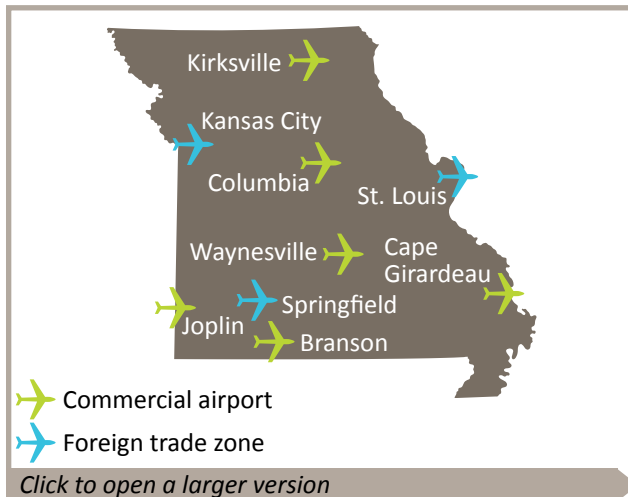 Kirksville
Kansas City
Columbia
St. Louis
Waynesville
Cape
Girardeau
Springfield
Joplin
Branson
Commercial airport
Foreign trade zone
Click to open a larger version